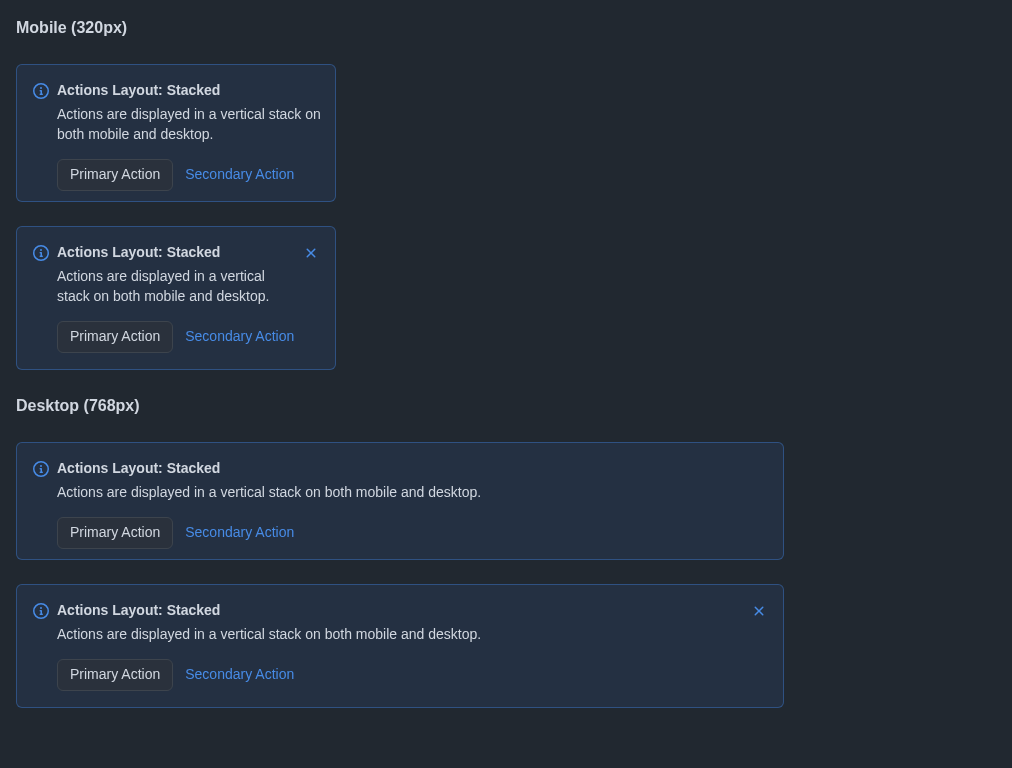 Mobile (320px)
Actions Layout: Stacked
Actions are displayed in a vertical stack on
both mobile and desktop.
Primary Action Secondary Action
Actions Layout: Stacked
Actions are displayed in a vertical
stack on both mobile and desktop.
Primary Action Secondary Action
Desktop (768px)
Actions Layout: Stacked
Actions are displayed in a vertical stack on both mobile and desktop.
Primary Action Secondary Action
Actions Layout: Stacked
Actions are displayed in a vertical stack on both mobile and desktop.
Primary Action Secondary Action